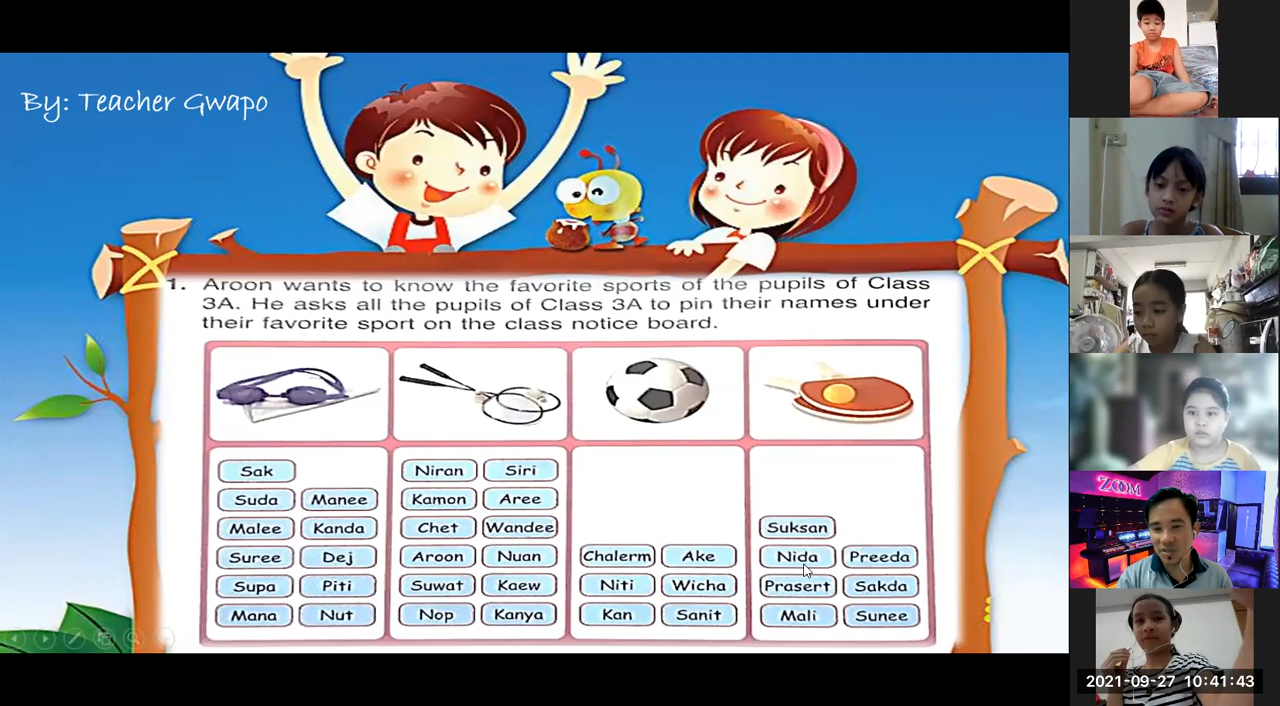 By: Teacher Gwapo
1. Aroon wants to know the favorite sports of the pupils of Class
3A. He asks all the pupils of Class 3A to pin their names under
their favorite sport on the class notice board.
Sak
Suda Manee
Malee Kanda
Suree Dej
Supa Piti
Mana Nut
Niran Siri
Kamon Aree
Chet Wandee
Aroon Nuan
Suwat Kaew
Nop Kanya
Chalerm Ake
Niti Wicha
Kan Sanit
Suksan
Nida Preeda
Prasert Sakda
Mali Sunee
ZOOM
2021-09-27 10:41:43